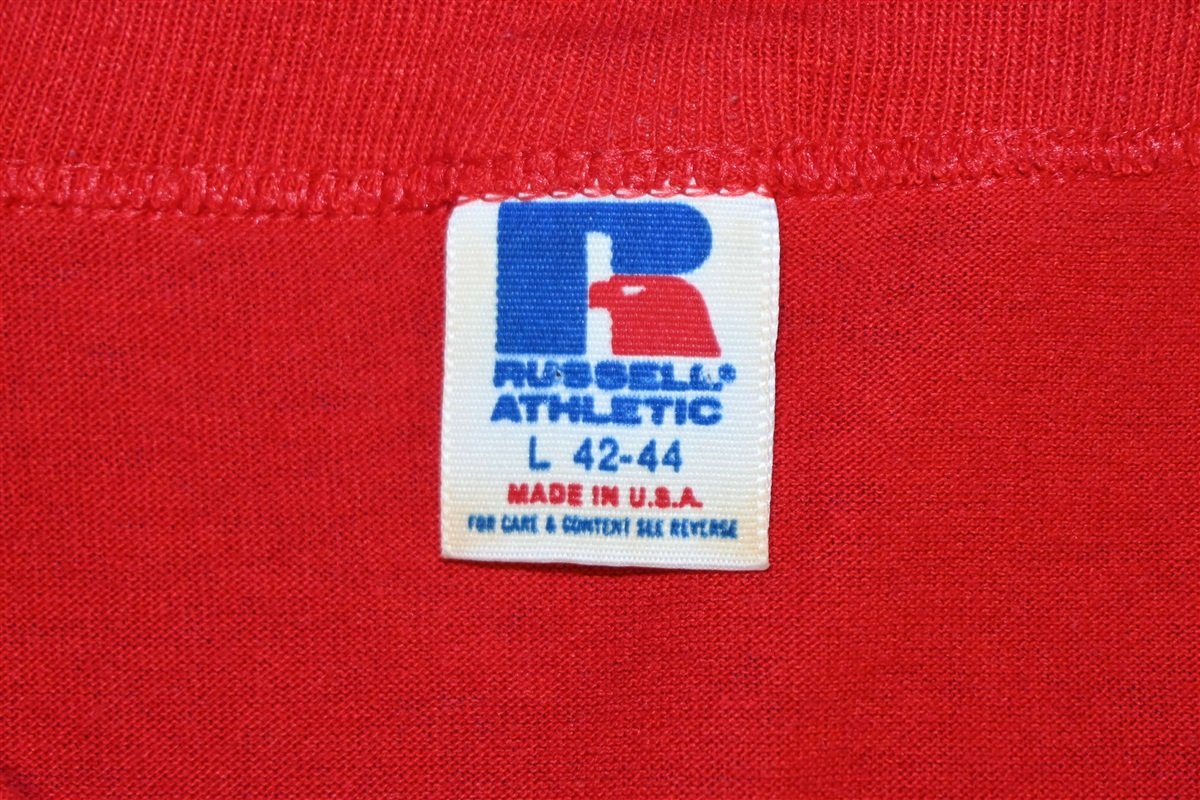 R
RUSSELL®
ATHLETIC
L 42-44
MADE IN U.S.A.
FOR CARE & CONTENT SEE REVERSE